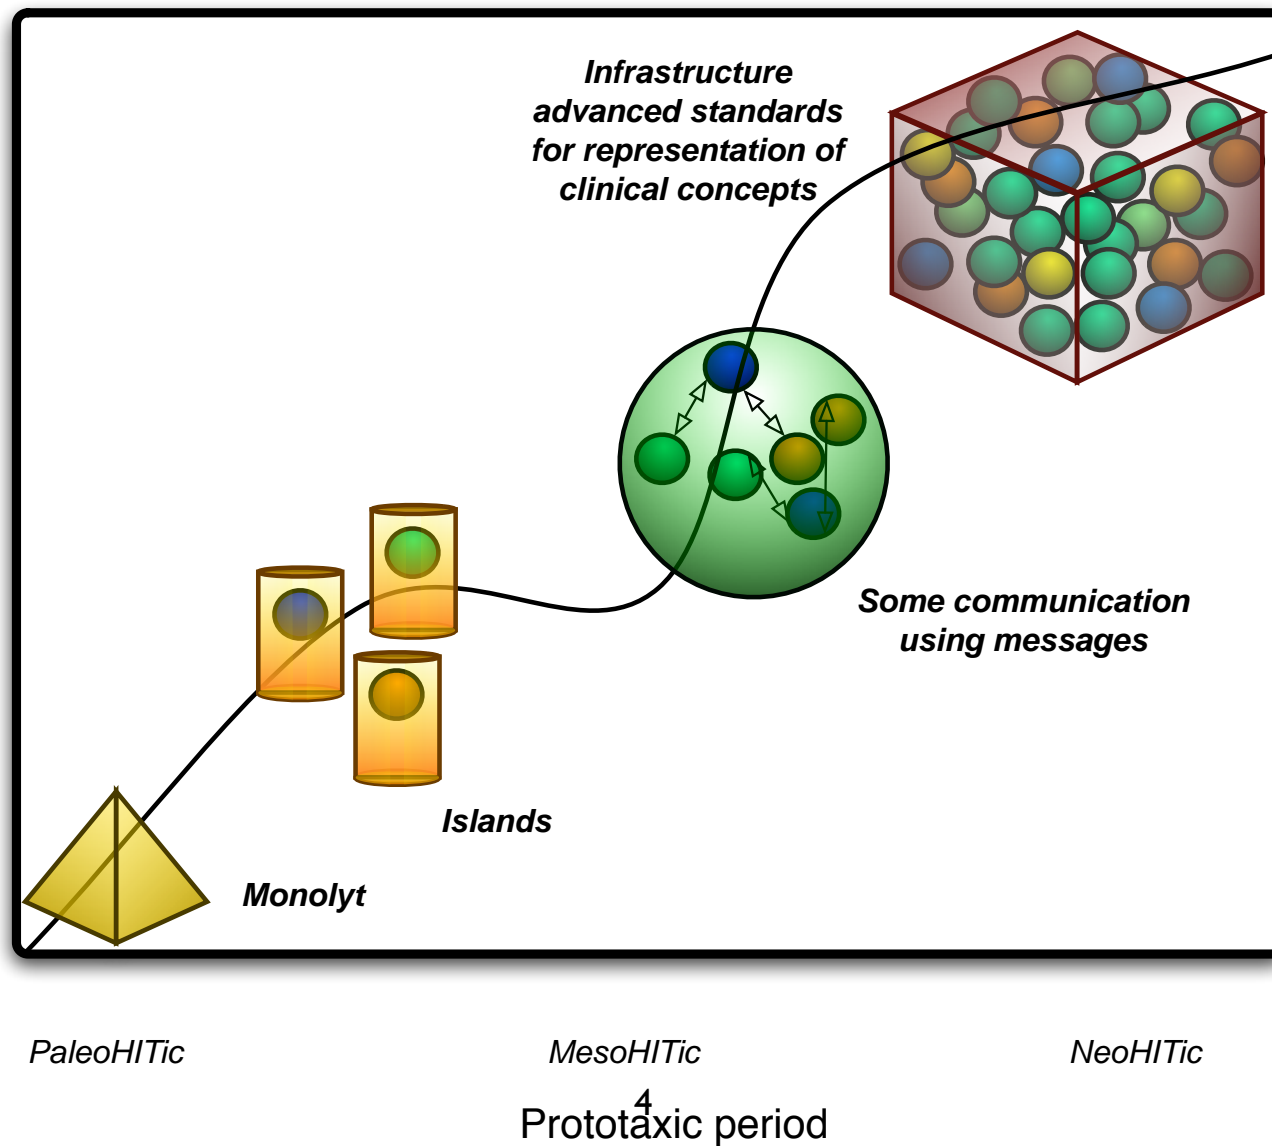 Infrastructure
advanced standards
for representation of
clinical concepts
Some communication
using messages
Islands
Monolyt
PaleoHITic
MesoHITic
NeoHITic
4
Prototaxic period